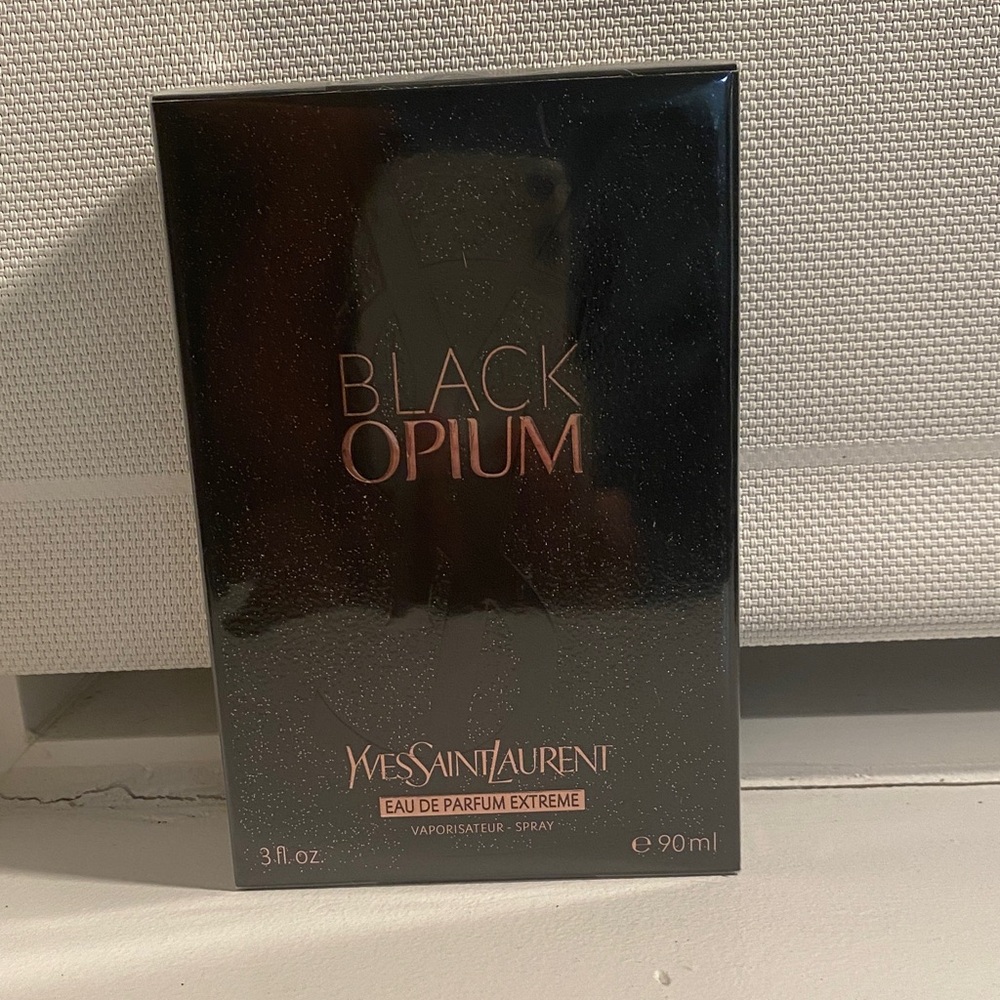 BLACK
OPIUM
YVESSAINTLAURENT
EAU DE PARFUM EXTREME
VAPORISATEUR - SPRAY
3 fl. oz. ℮ 90 ml